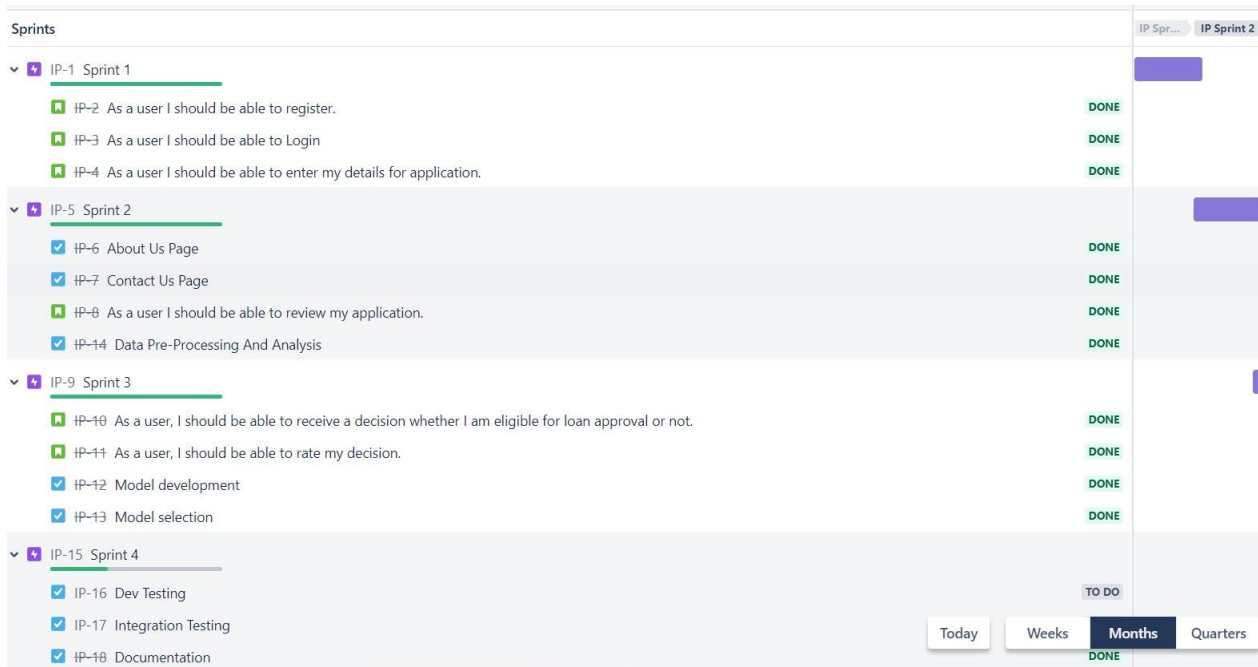 Sprints IP Spr... IP Sprint 2
IP-1 Sprint 1
IP-2 As a user I should be able to register. DONE
IP-3 As a user I should be able to Login DONE
IP-4 As a user I should be able to enter my details for application. DONE
IP-5 Sprint 2
IP-6 About Us Page DONE
IP-7 Contact Us Page DONE
IP-8 As a user I should be able to review my application. DONE
IP-14 Data Pre-Processing And Analysis DONE
IP-9 Sprint 3
IP-10 As a user, I should be able to receive a decision whether I am eligible for loan approval or not. DONE
IP-11 As a user, I should be able to rate my decision. DONE
IP-12 Model development DONE
IP-13 Model selection DONE
IP-15 Sprint 4
IP-16 Dev Testing TO DO
IP-17 Integration Testing Today Weeks Months Quarters
IP-18 Documentation DONE